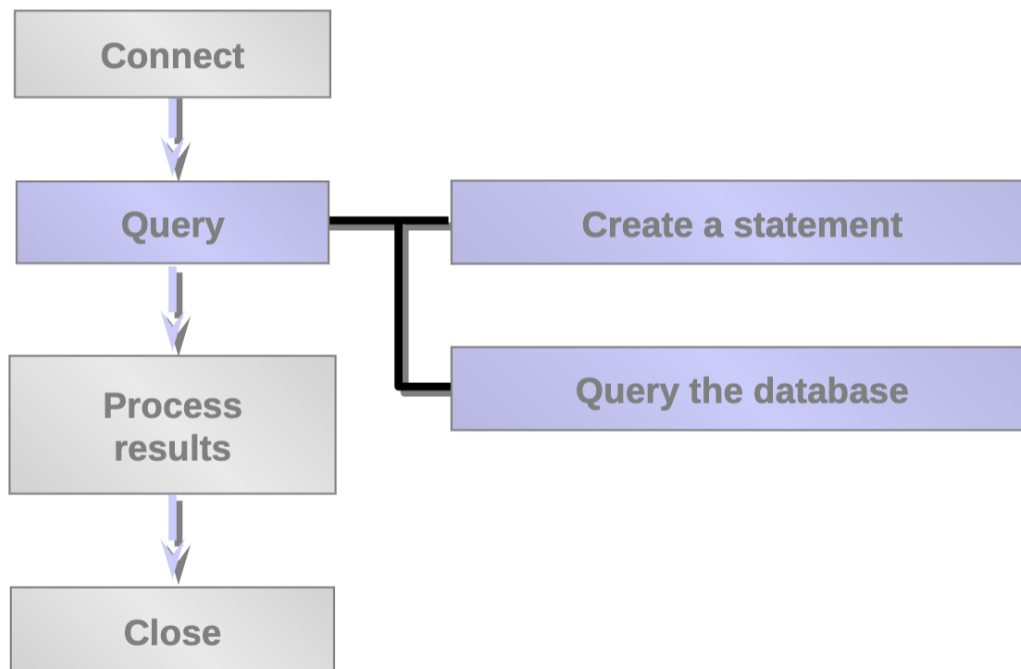 Connect
Query
Create a statement
Query the database
Process
results
Close